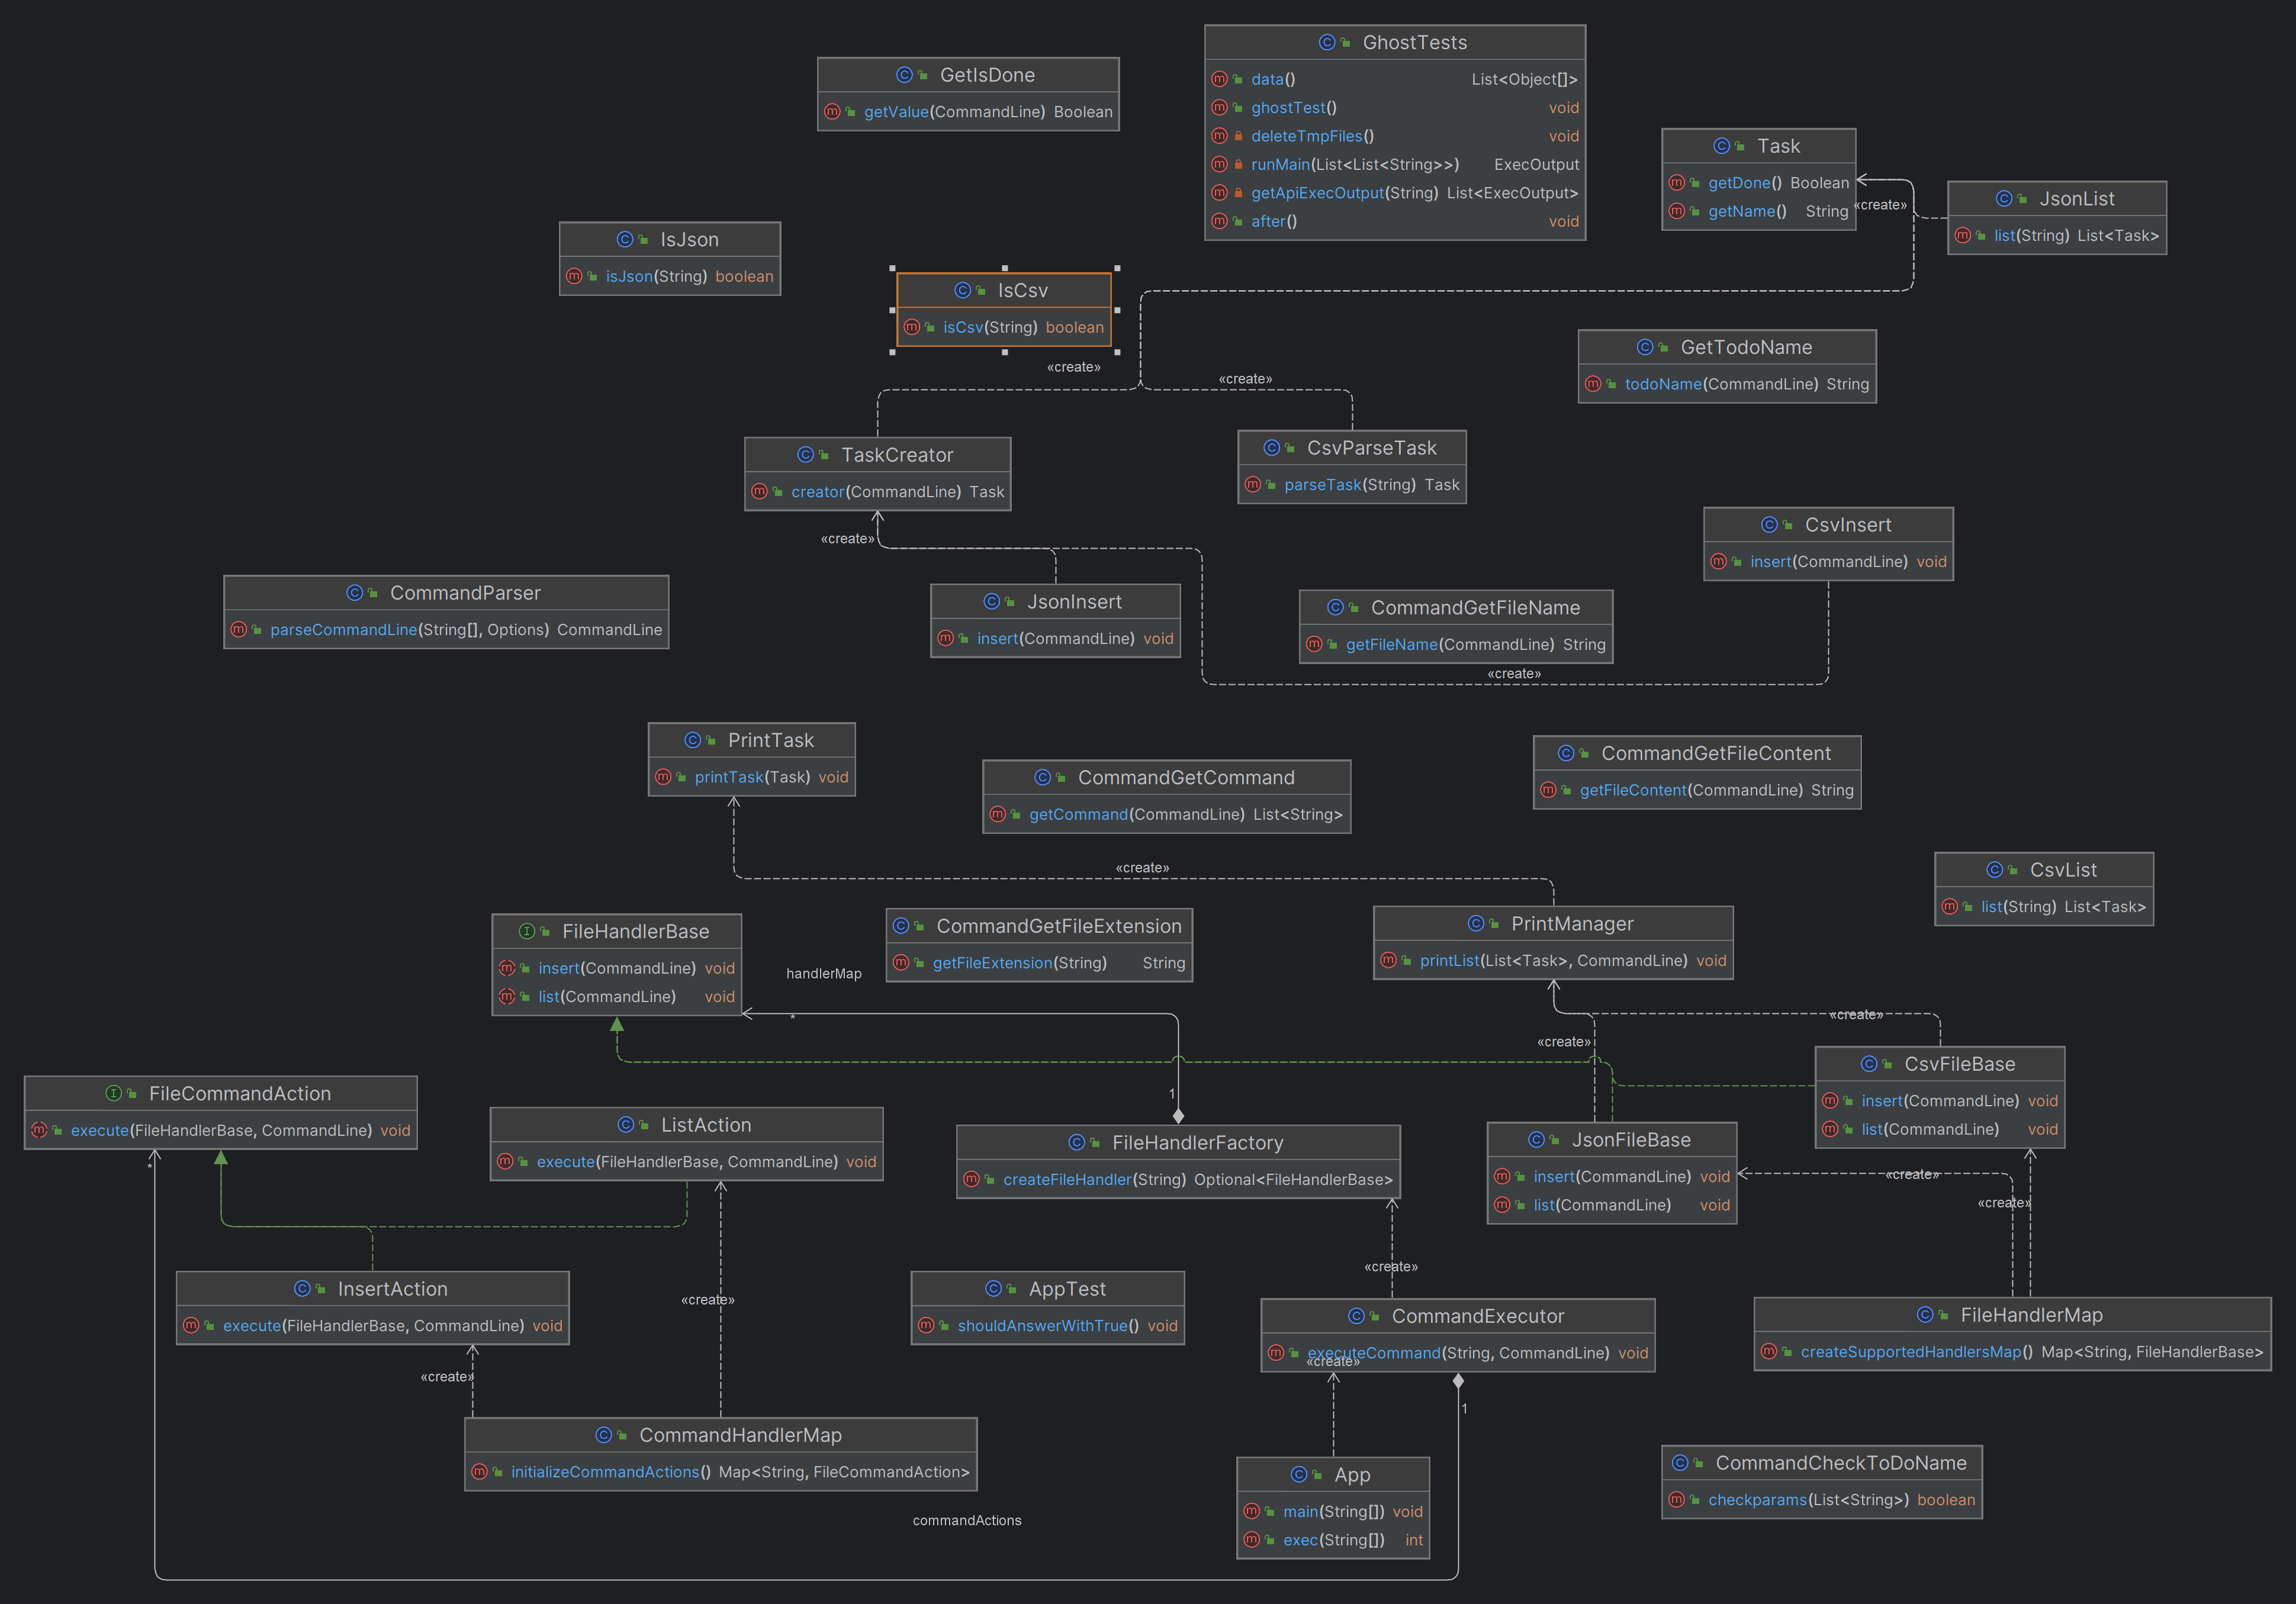 GhostTests
data() List<Object[]>
ghostTest() void
deleteTmpFiles() void
runMain(List<List<String>>) ExecOutput
getApiExecOutput(String) List<ExecOutput>
after() void
GetIsDone
getValue(CommandLine) Boolean
Task
getDone() Boolean
getName() String
«create»
JsonList
list(String) List<Task>
IsJson
isJson(String) boolean
IsCsv
isCsv(String) boolean
«create»
«create»
GetTodoName
todoName(CommandLine) String
TaskCreator
creator(CommandLine) Task
CsvParseTask
parseTask(String) Task
«create»
CsvInsert
insert(CommandLine) void
CommandParser
parseCommandLine(String[], Options) CommandLine
JsonInsert
insert(CommandLine) void
CommandGetFileName
getFileName(CommandLine) String
«create»
PrintTask
printTask(Task) void
CommandGetCommand
getCommand(CommandLine) List<String>
CommandGetFileContent
getFileContent(CommandLine) String
«create»
CsvList
list(String) List<Task>
FileHandlerBase
insert(CommandLine) void
list(CommandLine) void
CommandGetFileExtension
getFileExtension(String) String
handlerMap
*
PrintManager
printList(List<Task>, CommandLine) void
«create»
«create»
CsvFileBase
insert(CommandLine) void
list(CommandLine) void
FileCommandAction
execute(FileHandlerBase, CommandLine) void
*
ListAction
execute(FileHandlerBase, CommandLine) void
1
FileHandlerFactory
createFileHandler(String) Optional<FileHandlerBase>
JsonFileBase
insert(CommandLine) void
list(CommandLine) void
«create»
«create»
InsertAction
execute(FileHandlerBase, CommandLine) void
«create»
AppTest
shouldAnswerWithTrue() void
«create»
CommandExecutor
executeCommand(String, CommandLine) void
«create»
FileHandlerMap
createSupportedHandlersMap() Map<String, FileHandlerBase>
«create»
1
CommandHandlerMap
initializeCommandActions() Map<String, FileCommandAction>
App
main(String[]) void
exec(String[]) int
CommandCheckToDoName
checkparams(List<String>) boolean
commandActions